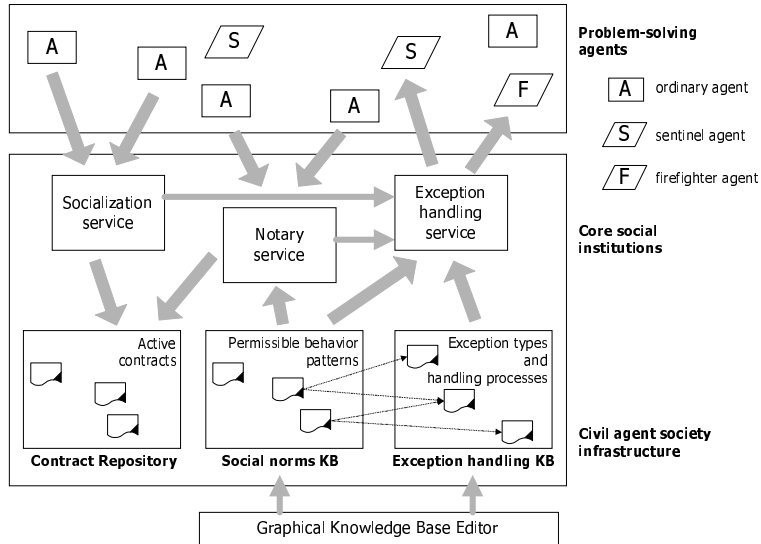 A
A
S
A
A
S
A
F
Problem-solving
agents
A ordinary agent
S sentinel agent
F firefighter agent
Socialization
service
Notary
service
Exception
handling
service
Core social
institutions
Active
contracts
Permissible behavior
patterns
Exception types
and
handling processes
Contract Repository
Social norms KB
Exception handling KB
Civil agent society
infrastructure
Graphical Knowledge Base Editor